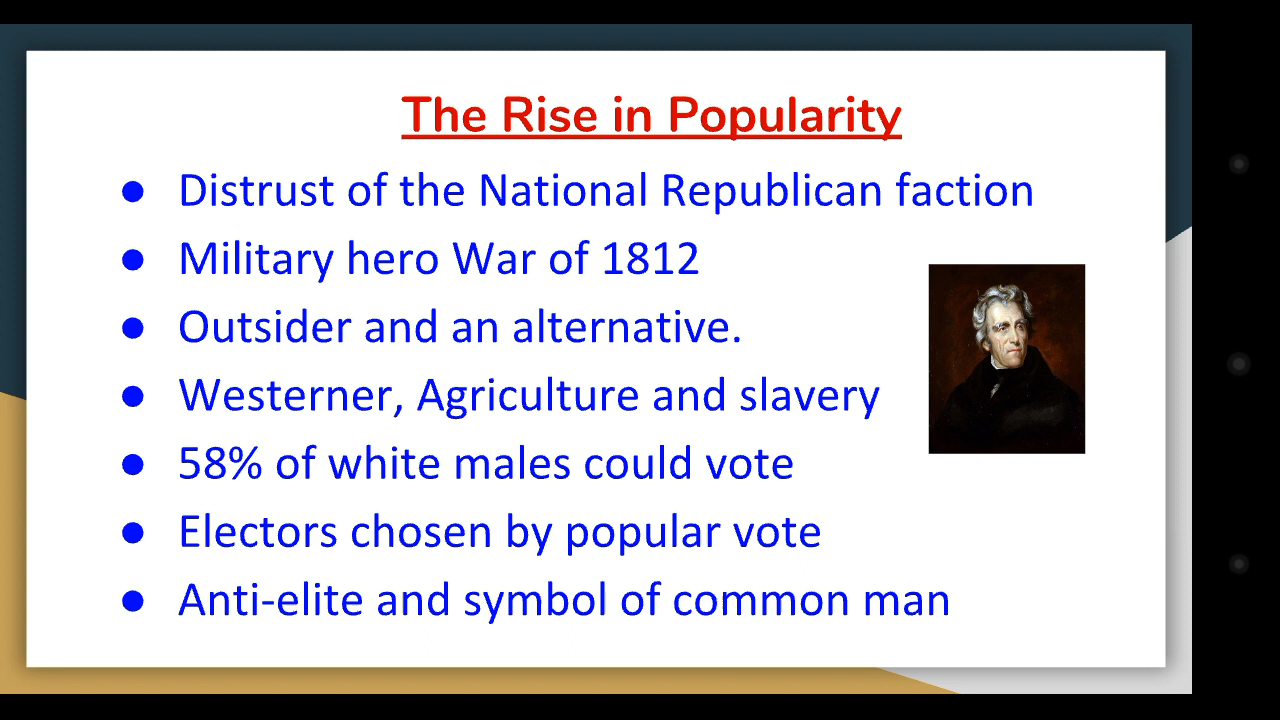 The Rise in Popularity
● Distrust of the National Republican faction
● Military hero War of 1812
● Outsider and an alternative.
● Westerner, Agriculture and slavery
● 58% of white males could vote
● Electors chosen by popular vote
● Anti-elite and symbol of common man